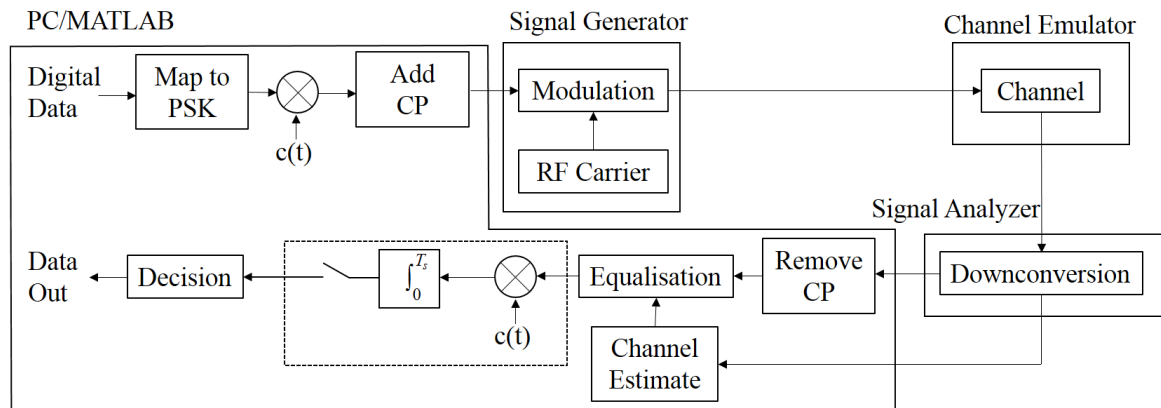 PC/MATLAB
Signal Generator
Channel Emulator
Digital
Data
Map to
PSK
c(t)
Add
CP
Modulation
RF Carrier
Channel
Signal Analyzer
Data
Out
Decision
∫₀^Tₛ
c(t)
Equalisation
Channel
Estimate
Remove
CP
Downconversion